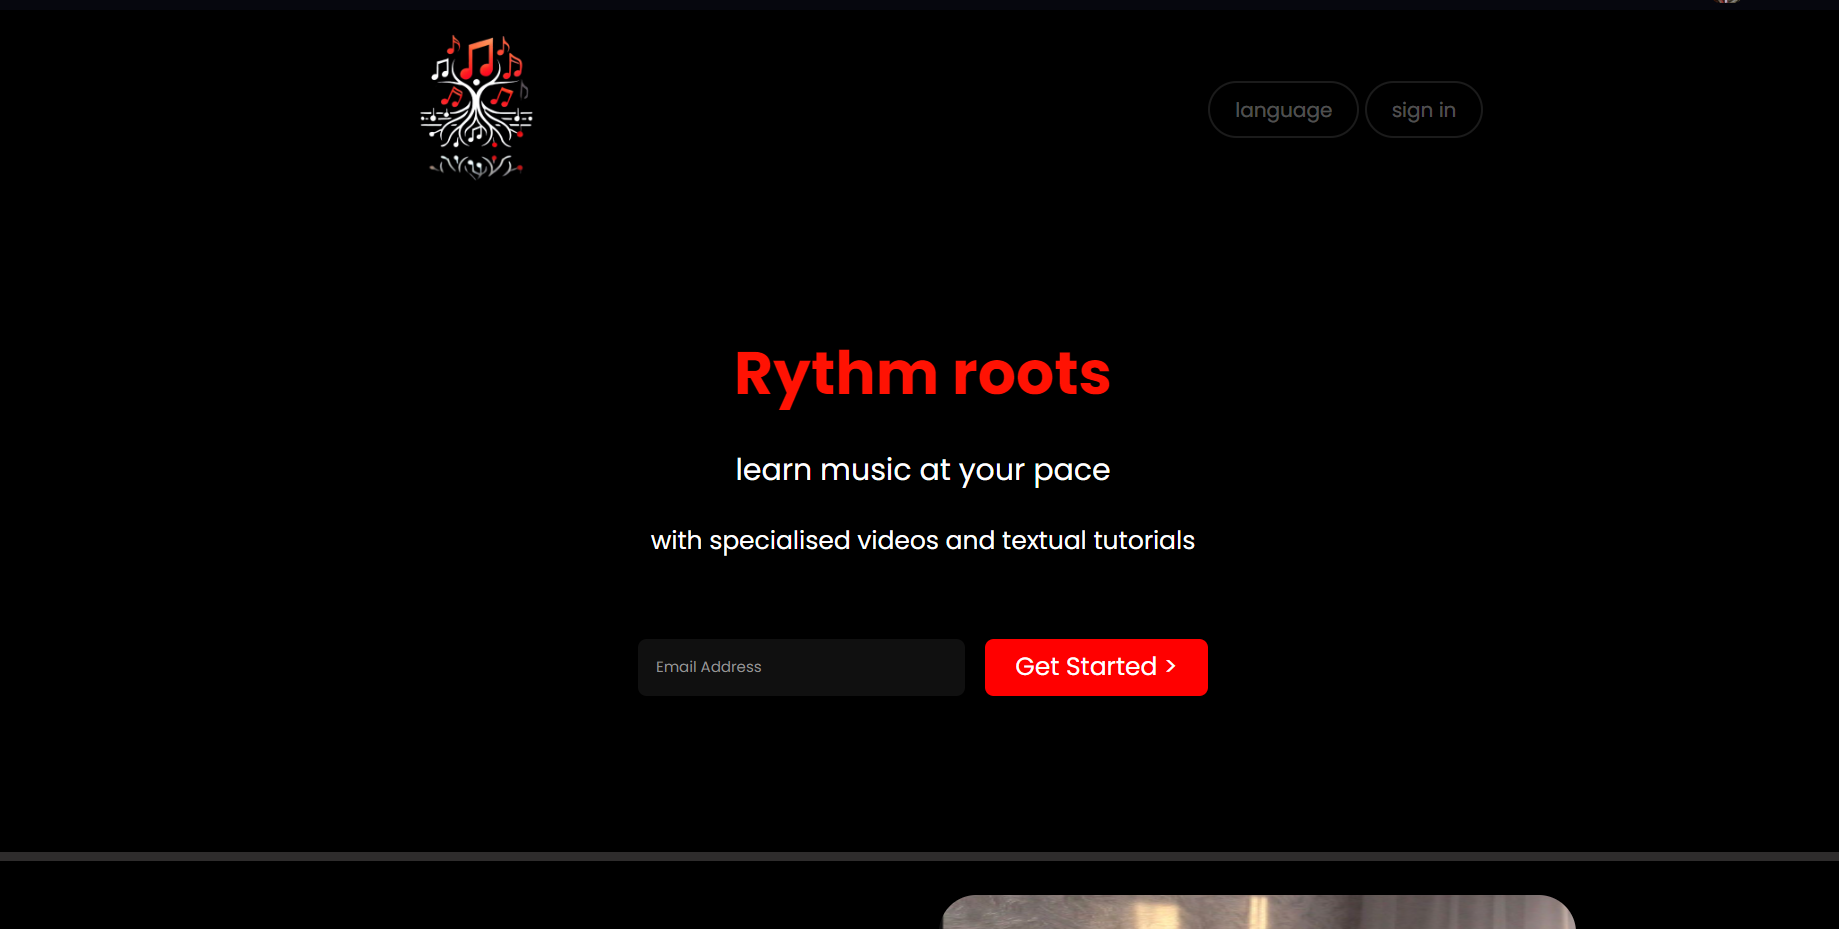 language
sign in
Rythm roots
learn music at your pace
with specialised videos and textual tutorials
Email Address
Get Started >